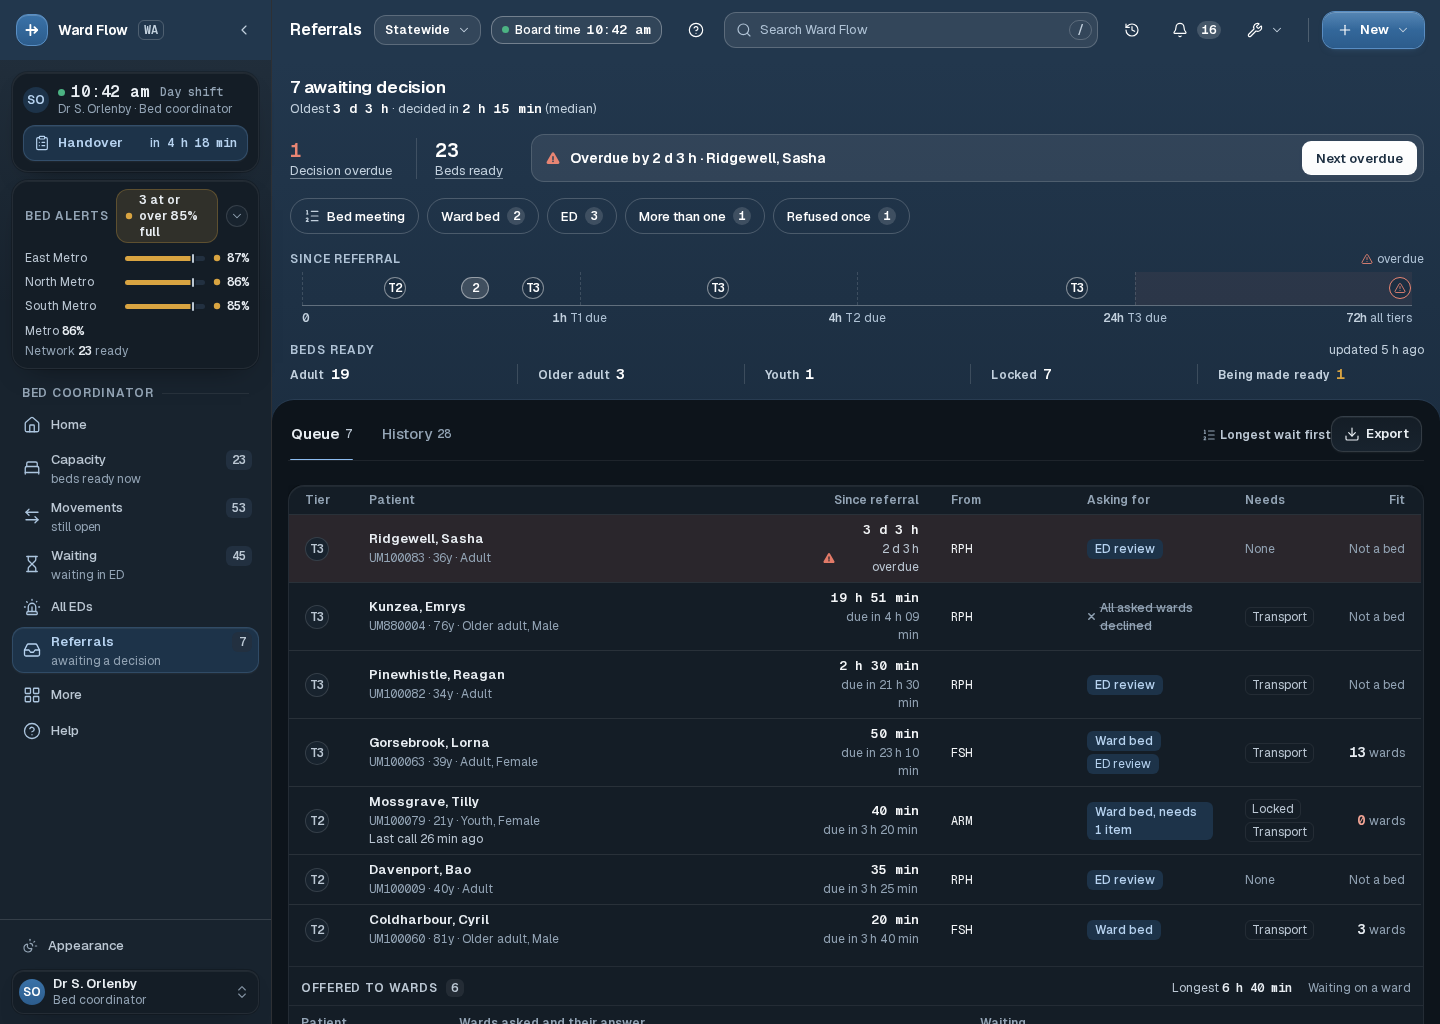 Ward Flow WA
SO 10:42 am Day shift
Dr S. Orlenby · Bed coordinator
Handover in 4 h 18 min
BED ALERTS
3 at or
over 85%
full
East Metro 87%
North Metro 86%
South Metro 85%
Metro 86%
Network 23 ready
BED COORDINATOR
Home
Capacity 23
beds ready now
Movements 53
still open
Waiting 45
waiting in ED
All EDs
Referrals 7
awaiting a decision
More
Help
Appearance
SO Dr S. Orlenby
Bed coordinator
Referrals Statewide Board time 10:42 am Search Ward Flow / 16 New
7 awaiting decision
Oldest 3 d 3 h · decided in 2 h 15 min (median)
1
Decision overdue
23
Beds ready
Overdue by 2 d 3 h · Ridgewell, Sasha Next overdue
Bed meeting Ward bed 2 ED 3 More than one 1 Refused once 1
SINCE REFERRAL overdue
T2 2 T3 T3 T3
0 1h T1 due 4h T2 due 24h T3 due 72h all tiers
BEDS READY updated 5 h ago
Adult 19 Older adult 3 Youth 1 Locked 7 Being made ready 1
Queue 7 History 28 Longest wait first Export
Tier Patient Since referral From Asking for Needs Fit
T3 Ridgewell, Sasha
UM100083 · 36y · Adult
3 d 3 h
2 d 3 h
overdue
RPH ED review None Not a bed
T3 Kunzea, Emrys
UM880004 · 76y · Older adult, Male
19 h 51 min
due in 4 h 09
min
RPH × All asked wards
declined
Transport Not a bed
T3 Pinewhistle, Reagan
UM100082 · 34y · Adult
2 h 30 min
due in 21 h 30
min
RPH ED review Transport Not a bed
T3 Gorsebrook, Lorna
UM100063 · 39y · Adult, Female
50 min
due in 23 h 10
min
FSH Ward bed
ED review
Transport 13 wards
T2 Mossgrave, Tilly
UM100079 · 21y · Youth, Female
Last call 26 min ago
40 min
due in 3 h 20 min
ARM Ward bed, needs
1 item
Locked
Transport
0 wards
T2 Davenport, Bao
UM100009 · 40y · Adult
35 min
due in 3 h 25 min
RPH ED review None Not a bed
T2 Coldharbour, Cyril
UM100060 · 81y · Older adult, Male
20 min
due in 3 h 40 min
FSH Ward bed Transport 3 wards
OFFERED TO WARDS 6 Longest 6 h 40 min Waiting on a ward
Patient Wards asked and their answer Waiting